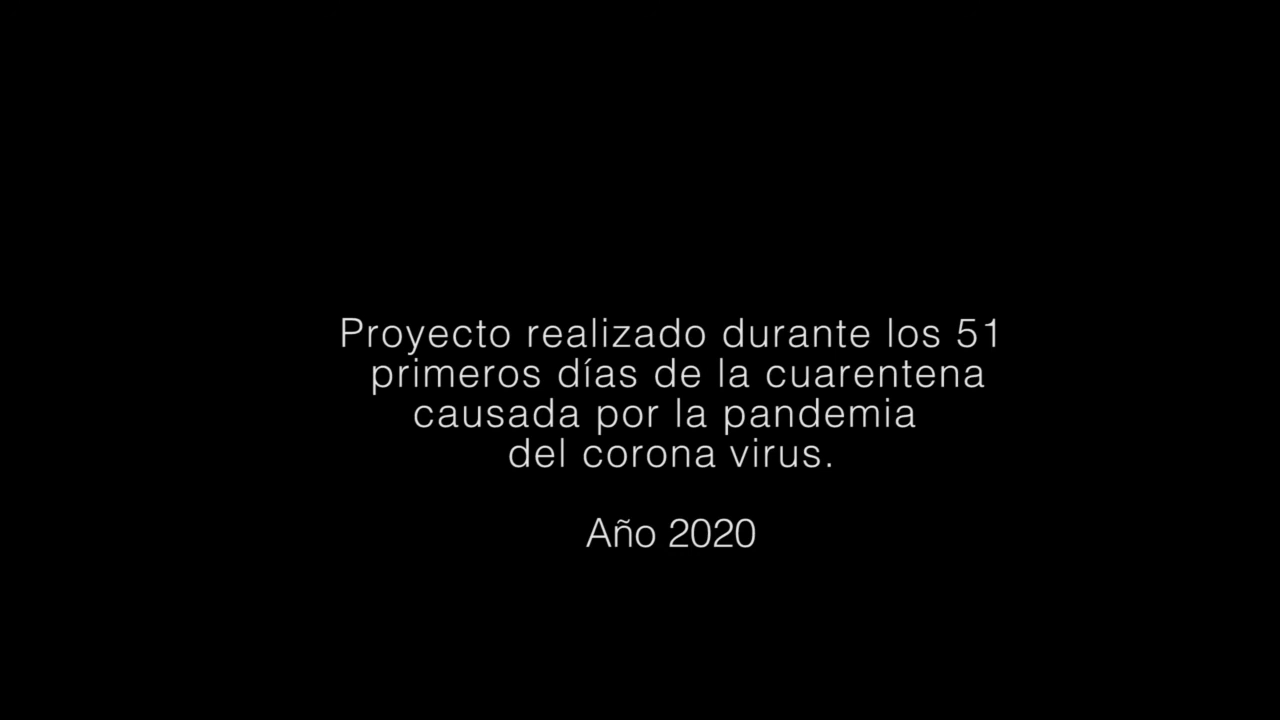 Proyecto realizado durante los 51
primeros días de la cuarentena
causada por la pandemia
del corona virus.
Año 2020